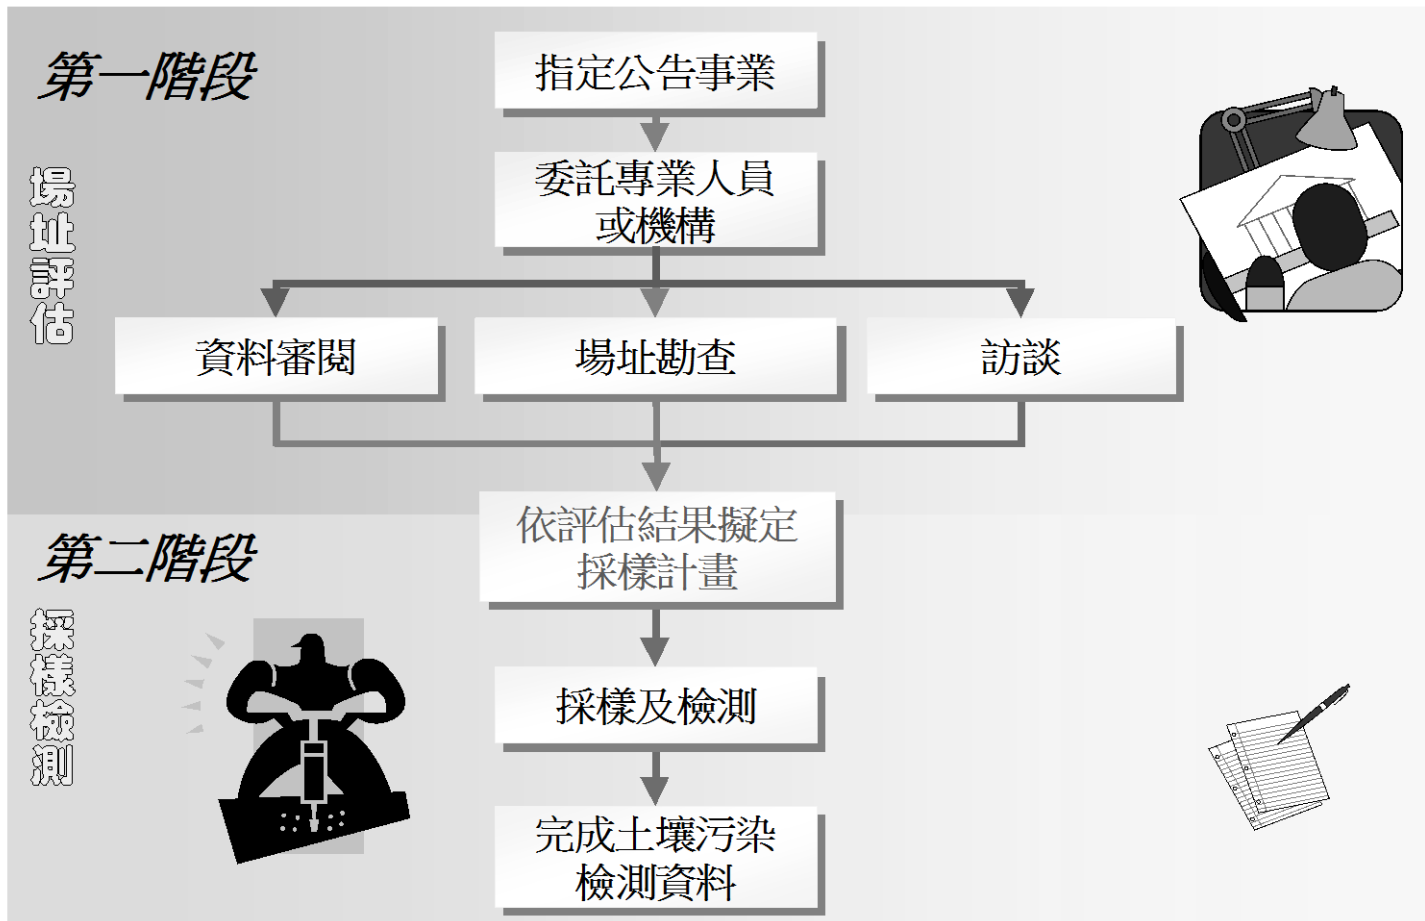 第一階段
場址評估
指定公告事業
委託專業人員
或機構
資料審閱
場址勘查
訪談
第二階段
採樣檢測
依評估結果擬定
採樣計畫
採樣及檢測
完成土壤污染
檢測資料